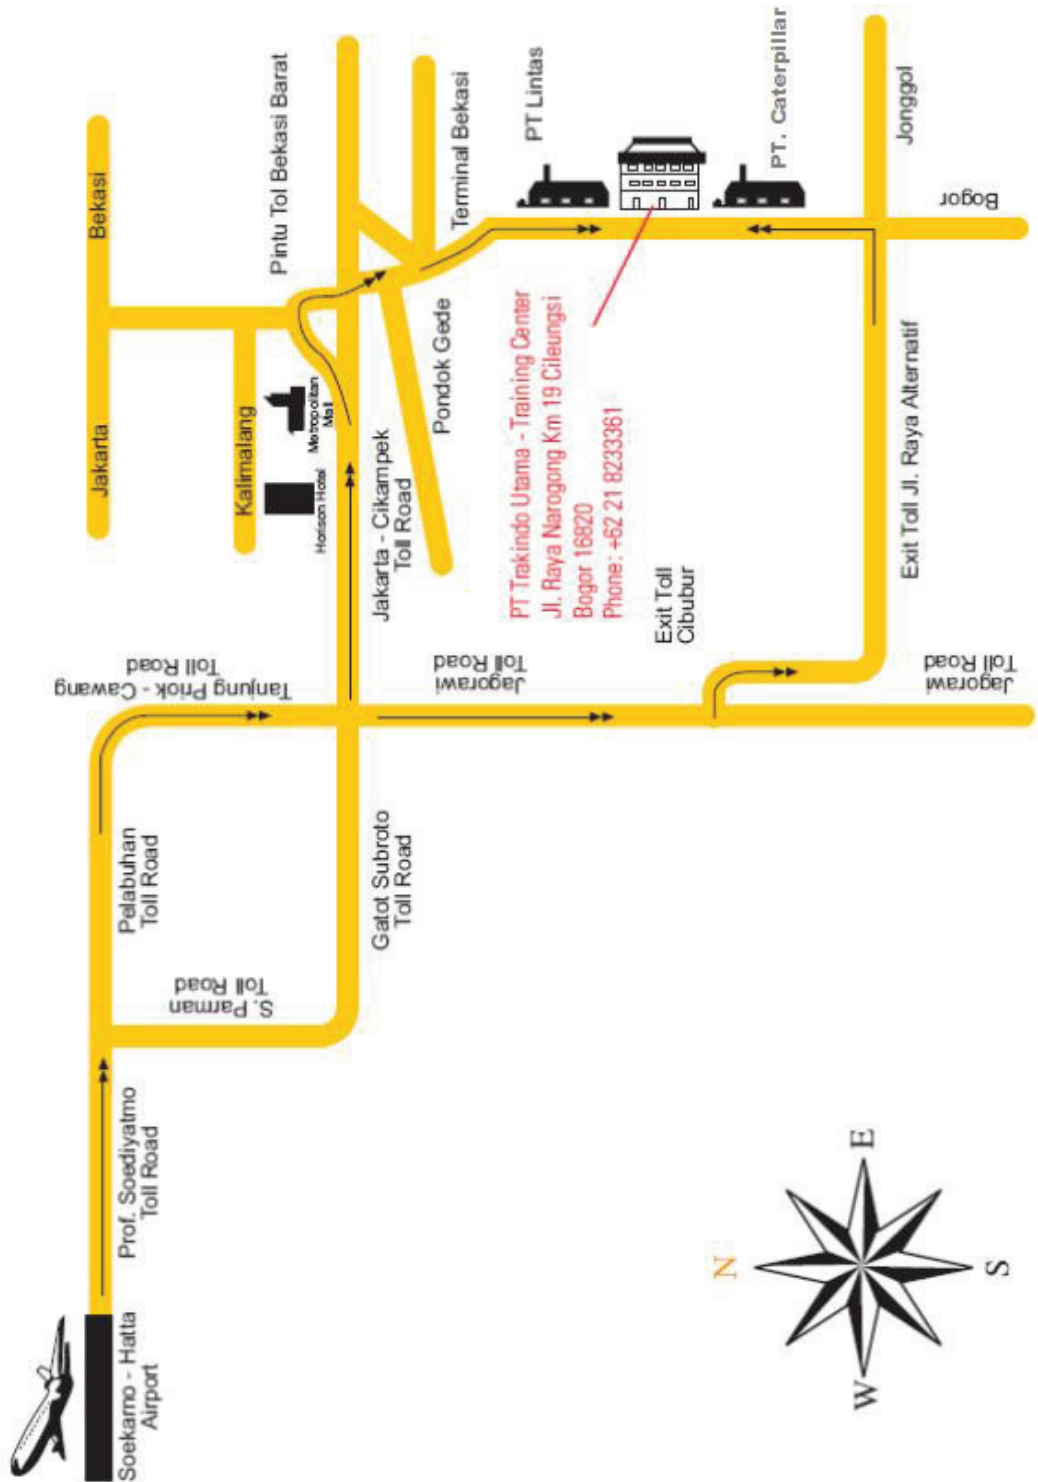 Jakarta
Bekasi
Kalimalang
Horison Hotel
Metropolitan
Mall
Pintu Tol Bekasi Barat
Jakarta - Cikampek
Toll Road
Pondok Gede
Terminal Bekasi
PT Lintas
PT. Caterpillar
PT Trakindo Utama - Training Center
Jl. Raya Narogong Km 19 Cileungsi
Bogor 16820
Phone: +62 21 8233361
Exit Toll
Cibubur
Exit Toll Jl. Raya Alternatif
Jonggol
Bogor
Tanjung Priok - Cawang
Toll Road
Jagorawi
Toll Road
Jagorawi
Toll Road
Pelabuhan
Toll Road
Gatot Subroto
Toll Road
S. Parman
Toll Road
Prof. Soediyatmo
Toll Road
Soekarno - Hatta
Airport
N
E
S
W